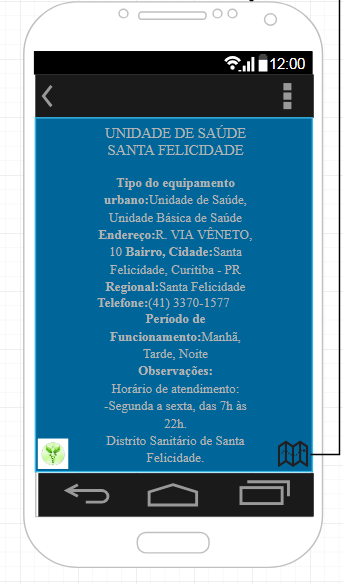 12:00
UNIDADE DE SAÚDE
SANTA FELICIDADE
Tipo do equipamento
urbano:Unidade de Saúde,
Unidade Básica de Saúde
Endereço:R. VIA VÊNETO,
10 Bairro, Cidade:Santa
Felicidade, Curitiba - PR
Regional:Santa Felicidade
Telefone:(41) 3370-1577
Período de
Funcionamento:Manhã,
Tarde, Noite
Observações:
Horário de atendimento:
-Segunda a sexta, das 7h às
22h.
Distrito Sanitário de Santa
Felicidade.